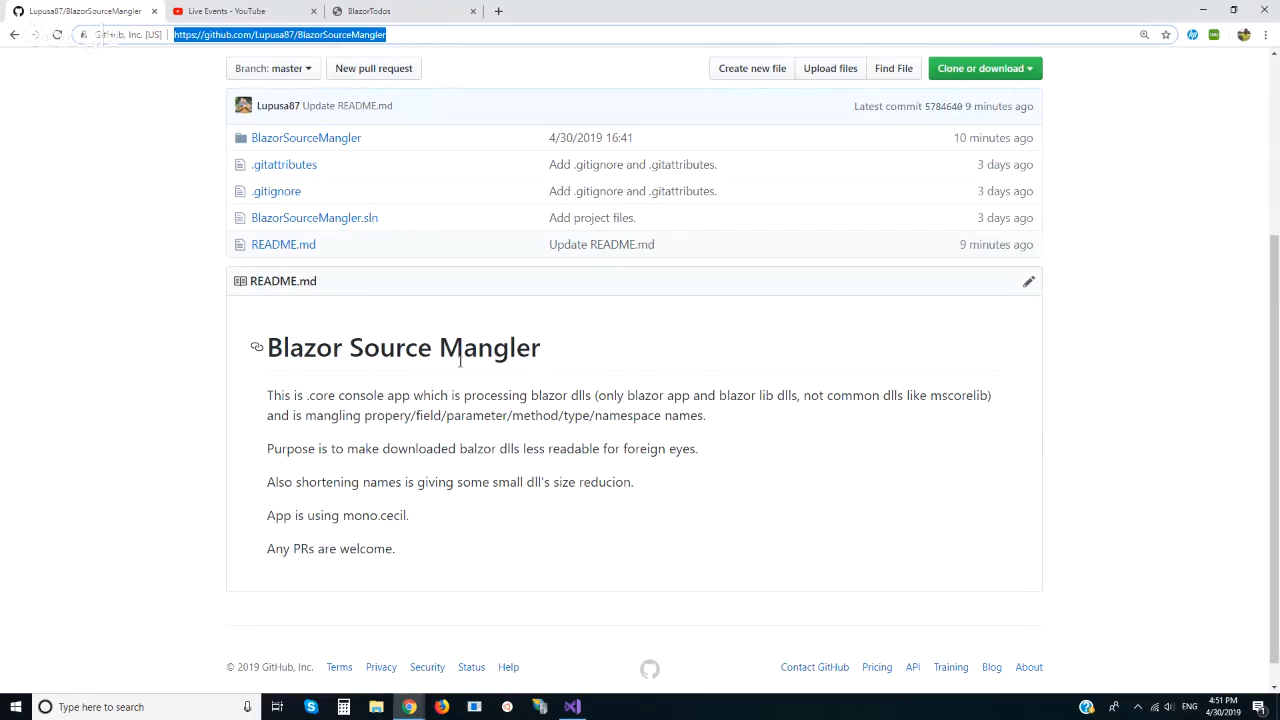 Lupusa87/BlazorSourceMangler
Live Events - YouTube
BlazorTodos
GitHub, Inc. [US]
https://github.com/Lupusa87/BlazorSourceMangler
Branch: master
New pull request
Create new file
Upload files
Find File
Clone or download
Lupusa87 Update README.md
Latest commit 5784640 9 minutes ago
BlazorSourceMangler 4/30/2019 16:41 10 minutes ago
.gitattributes Add .gitignore and .gitattributes. 3 days ago
.gitignore Add .gitignore and .gitattributes. 3 days ago
BlazorSourceMangler.sln Add project files. 3 days ago
README.md Update README.md 9 minutes ago
README.md
Blazor Source Mangler
This is .core console app which is processing blazor dlls (only blazor app and blazor lib dlls, not common dlls like mscorelib)
and is mangling propery/field/parameter/method/type/namespace names.
Purpose is to make downloaded balzor dlls less readable for foreign eyes.
Also shortening names is giving some small dll's size reducion.
App is using mono.cecil.
Any PRs are welcome.
© 2019 GitHub, Inc. Terms Privacy Security Status Help
Contact GitHub Pricing API Training Blog About
Type here to search
ENG
4:51 PM
4/30/2019